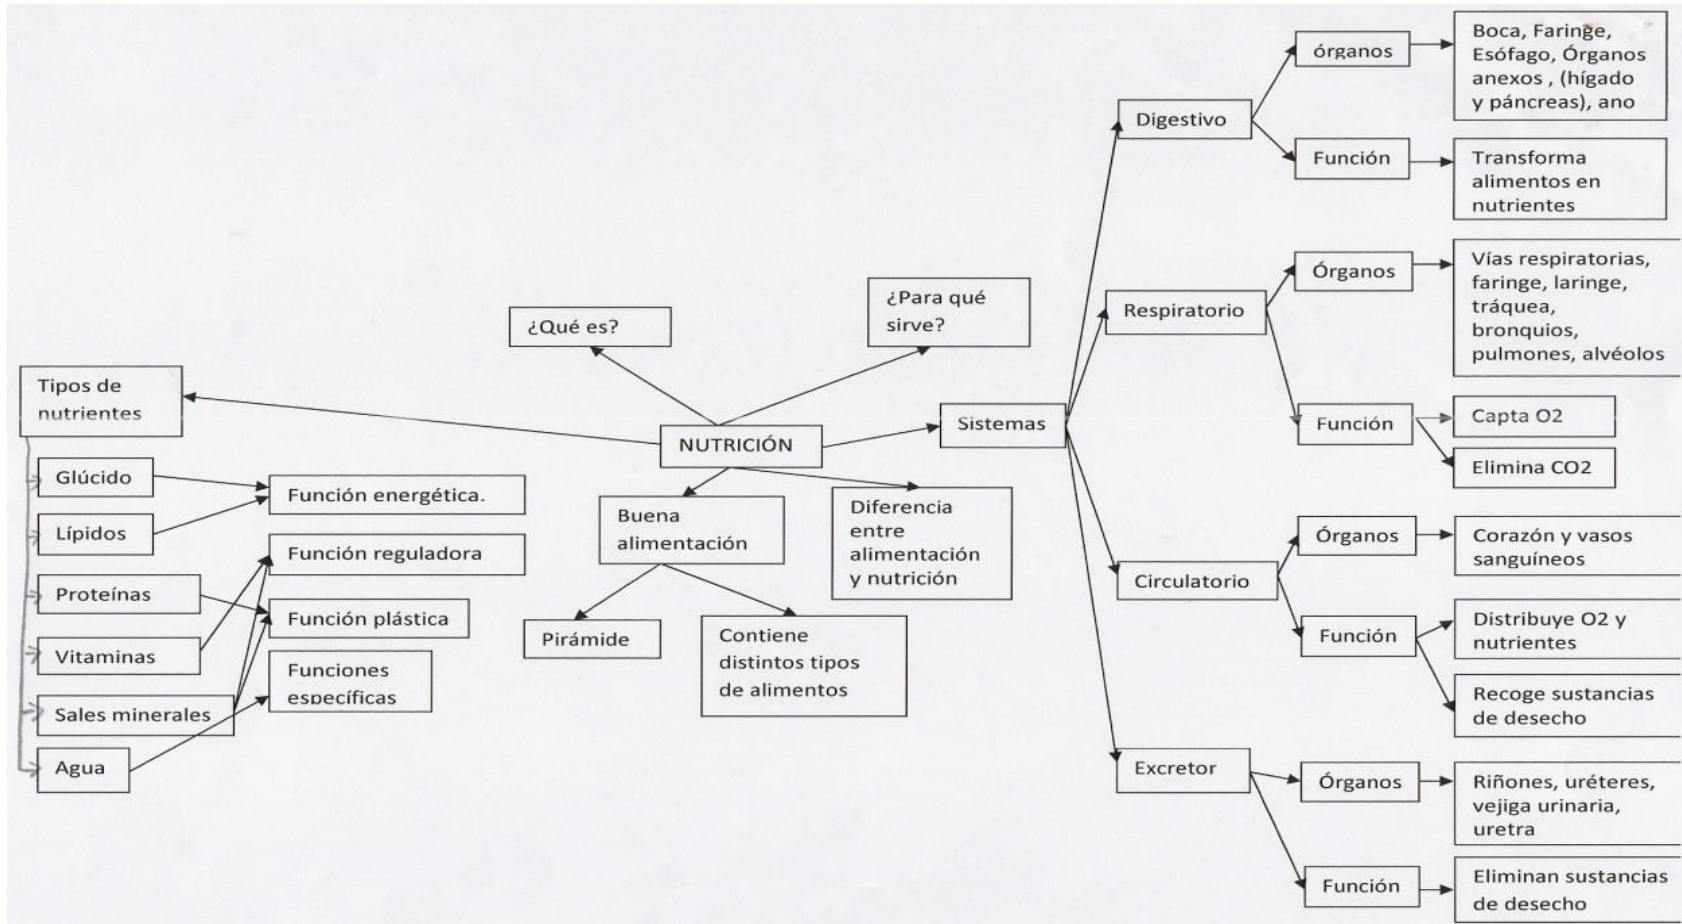 ¿Qué es?
¿Para qué
sirve?
NUTRICIÓN
Tipos de
nutrientes
Glúcido
Lípidos
Proteínas
Vitaminas
Sales minerales
Agua
Función energética.
Función reguladora
Función plástica
Funciones
específicas
Buena
alimentación
Pirámide
Contiene
distintos tipos
de alimentos
Diferencia
entre
alimentación
y nutrición
Sistemas
Digestivo
órganos
Boca, Faringe,
Esófago, Órganos
anexos , (hígado
y páncreas), ano
Función
Transforma
alimentos en
nutrientes
Respiratorio
Órganos
Vías respiratorias,
faringe, laringe,
tráquea,
bronquios,
pulmones, alvéolos
Función
Capta O2
Elimina CO2
Circulatorio
Órganos
Corazón y vasos
sanguíneos
Función
Distribuye O2 y
nutrientes
Recoge sustancias
de desecho
Excretor
Órganos
Riñones, uréteres,
vejiga urinaria,
uretra
Función
Eliminan sustancias
de desecho